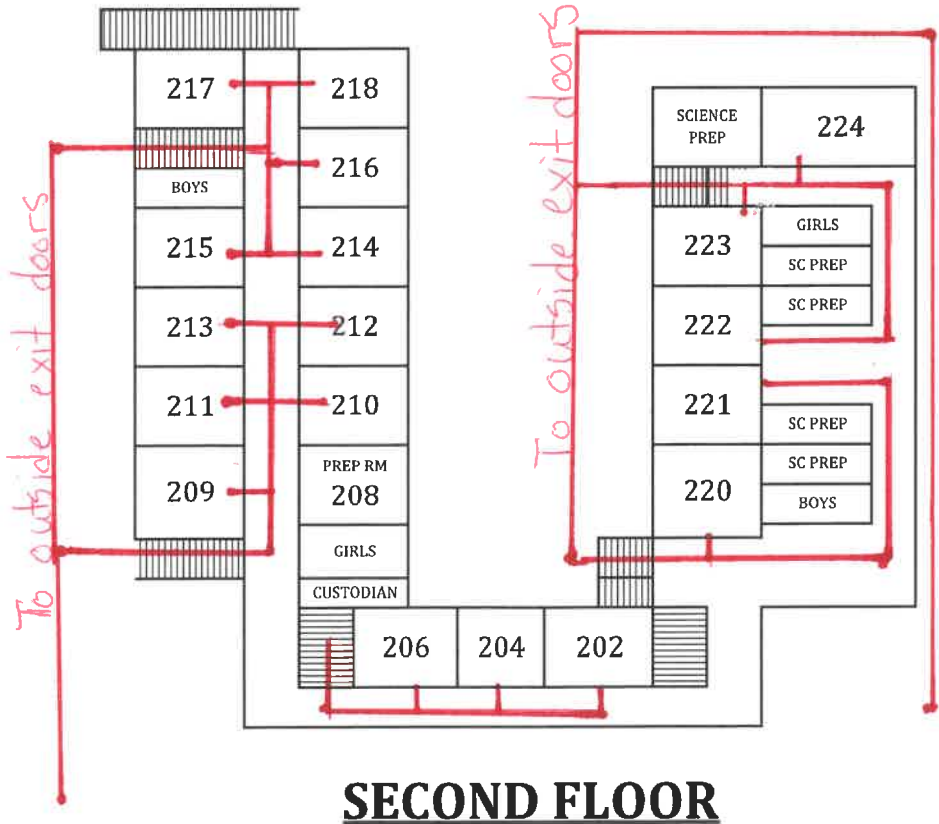 217
218
SCIENCE
PREP
224
216
BOYS
215
214
223
GIRLS
SC PREP
SC PREP
213
212
222
211
210
221
SC PREP
SC PREP
BOYS
PREP RM
208
209
220
GIRLS
CUSTODIAN
206
204
202
To outside exit doors
To outside exit doors
SECOND FLOOR